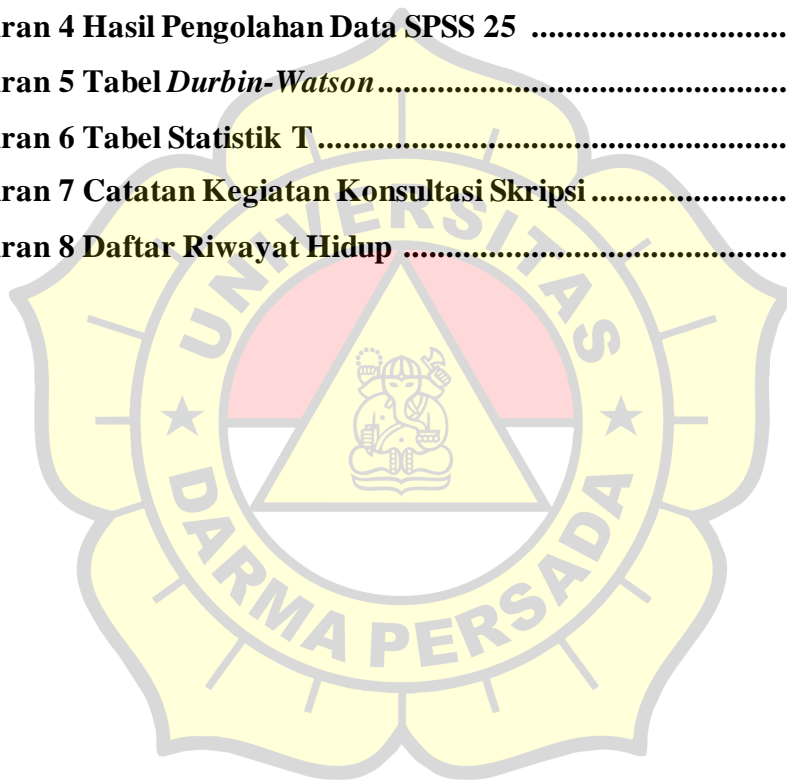 ran 4 Hasil Pengolahan Data SPSS 25 ..............................
ran 5 Tabel Durbin-Watson..................................................
ran 6 Tabel Statistik T.........................................................
ran 7 Catatan Kegiatan Konsultasi Skripsi........................
ran 8 Daftar Riwayat Hidup ..............................................
UNIVERSITAS
DARMA PERSADA